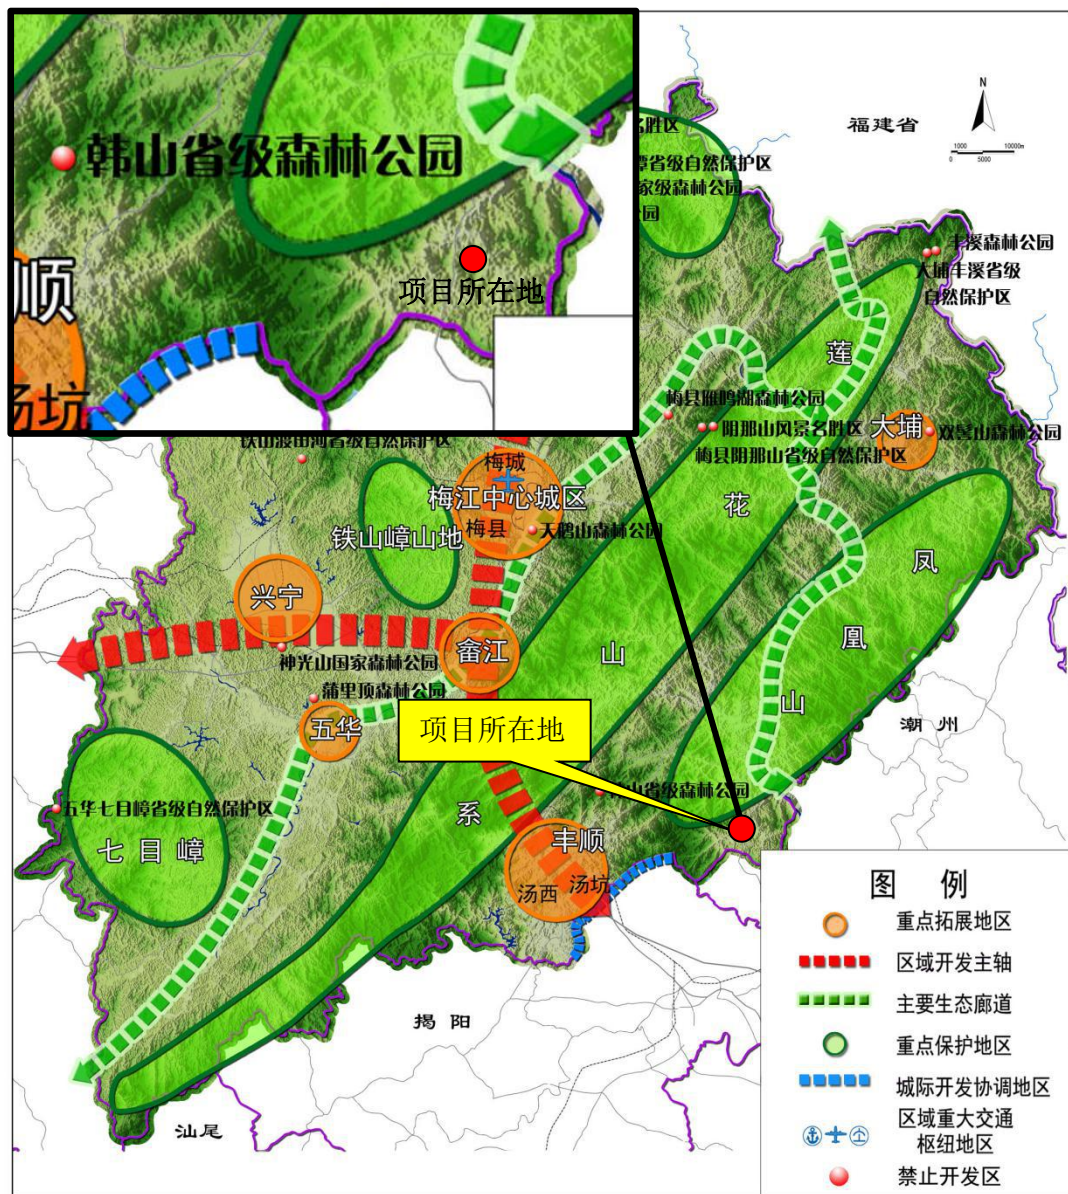 韩山省级森林公园
项目所在地
顺
汤坑
N
福建省
1000
10000m
0
5000
名胜区
省级自然保护区
家级森林公园
公园
丰溪森林公园
大埔丰溪省级
自然保护区
莲
梅县雁鸣湖森林公园
阴那山风景名胜区
大埔
双髻山森林公园
梅县阴那山省级自然保护区
铁山渡田河省级自然保护区
梅城
梅江中心城区
梅县
天鹅山森林公园
花
铁山嶂山地
凤
兴宁
凰
畲江
山
神光山国家森林公园
蒲里顶森林公园
山
潮州
五华
项目所在地
山省级森林公园
五华七目嶂省级自然保护区
系
七目嶂
丰顺
汤西
汤坑
揭阳
汕尾
图 例
重点拓展地区
区域开发主轴
主要生态廊道
重点保护地区
城际开发协调地区
区域重大交通
枢纽地区
禁止开发区